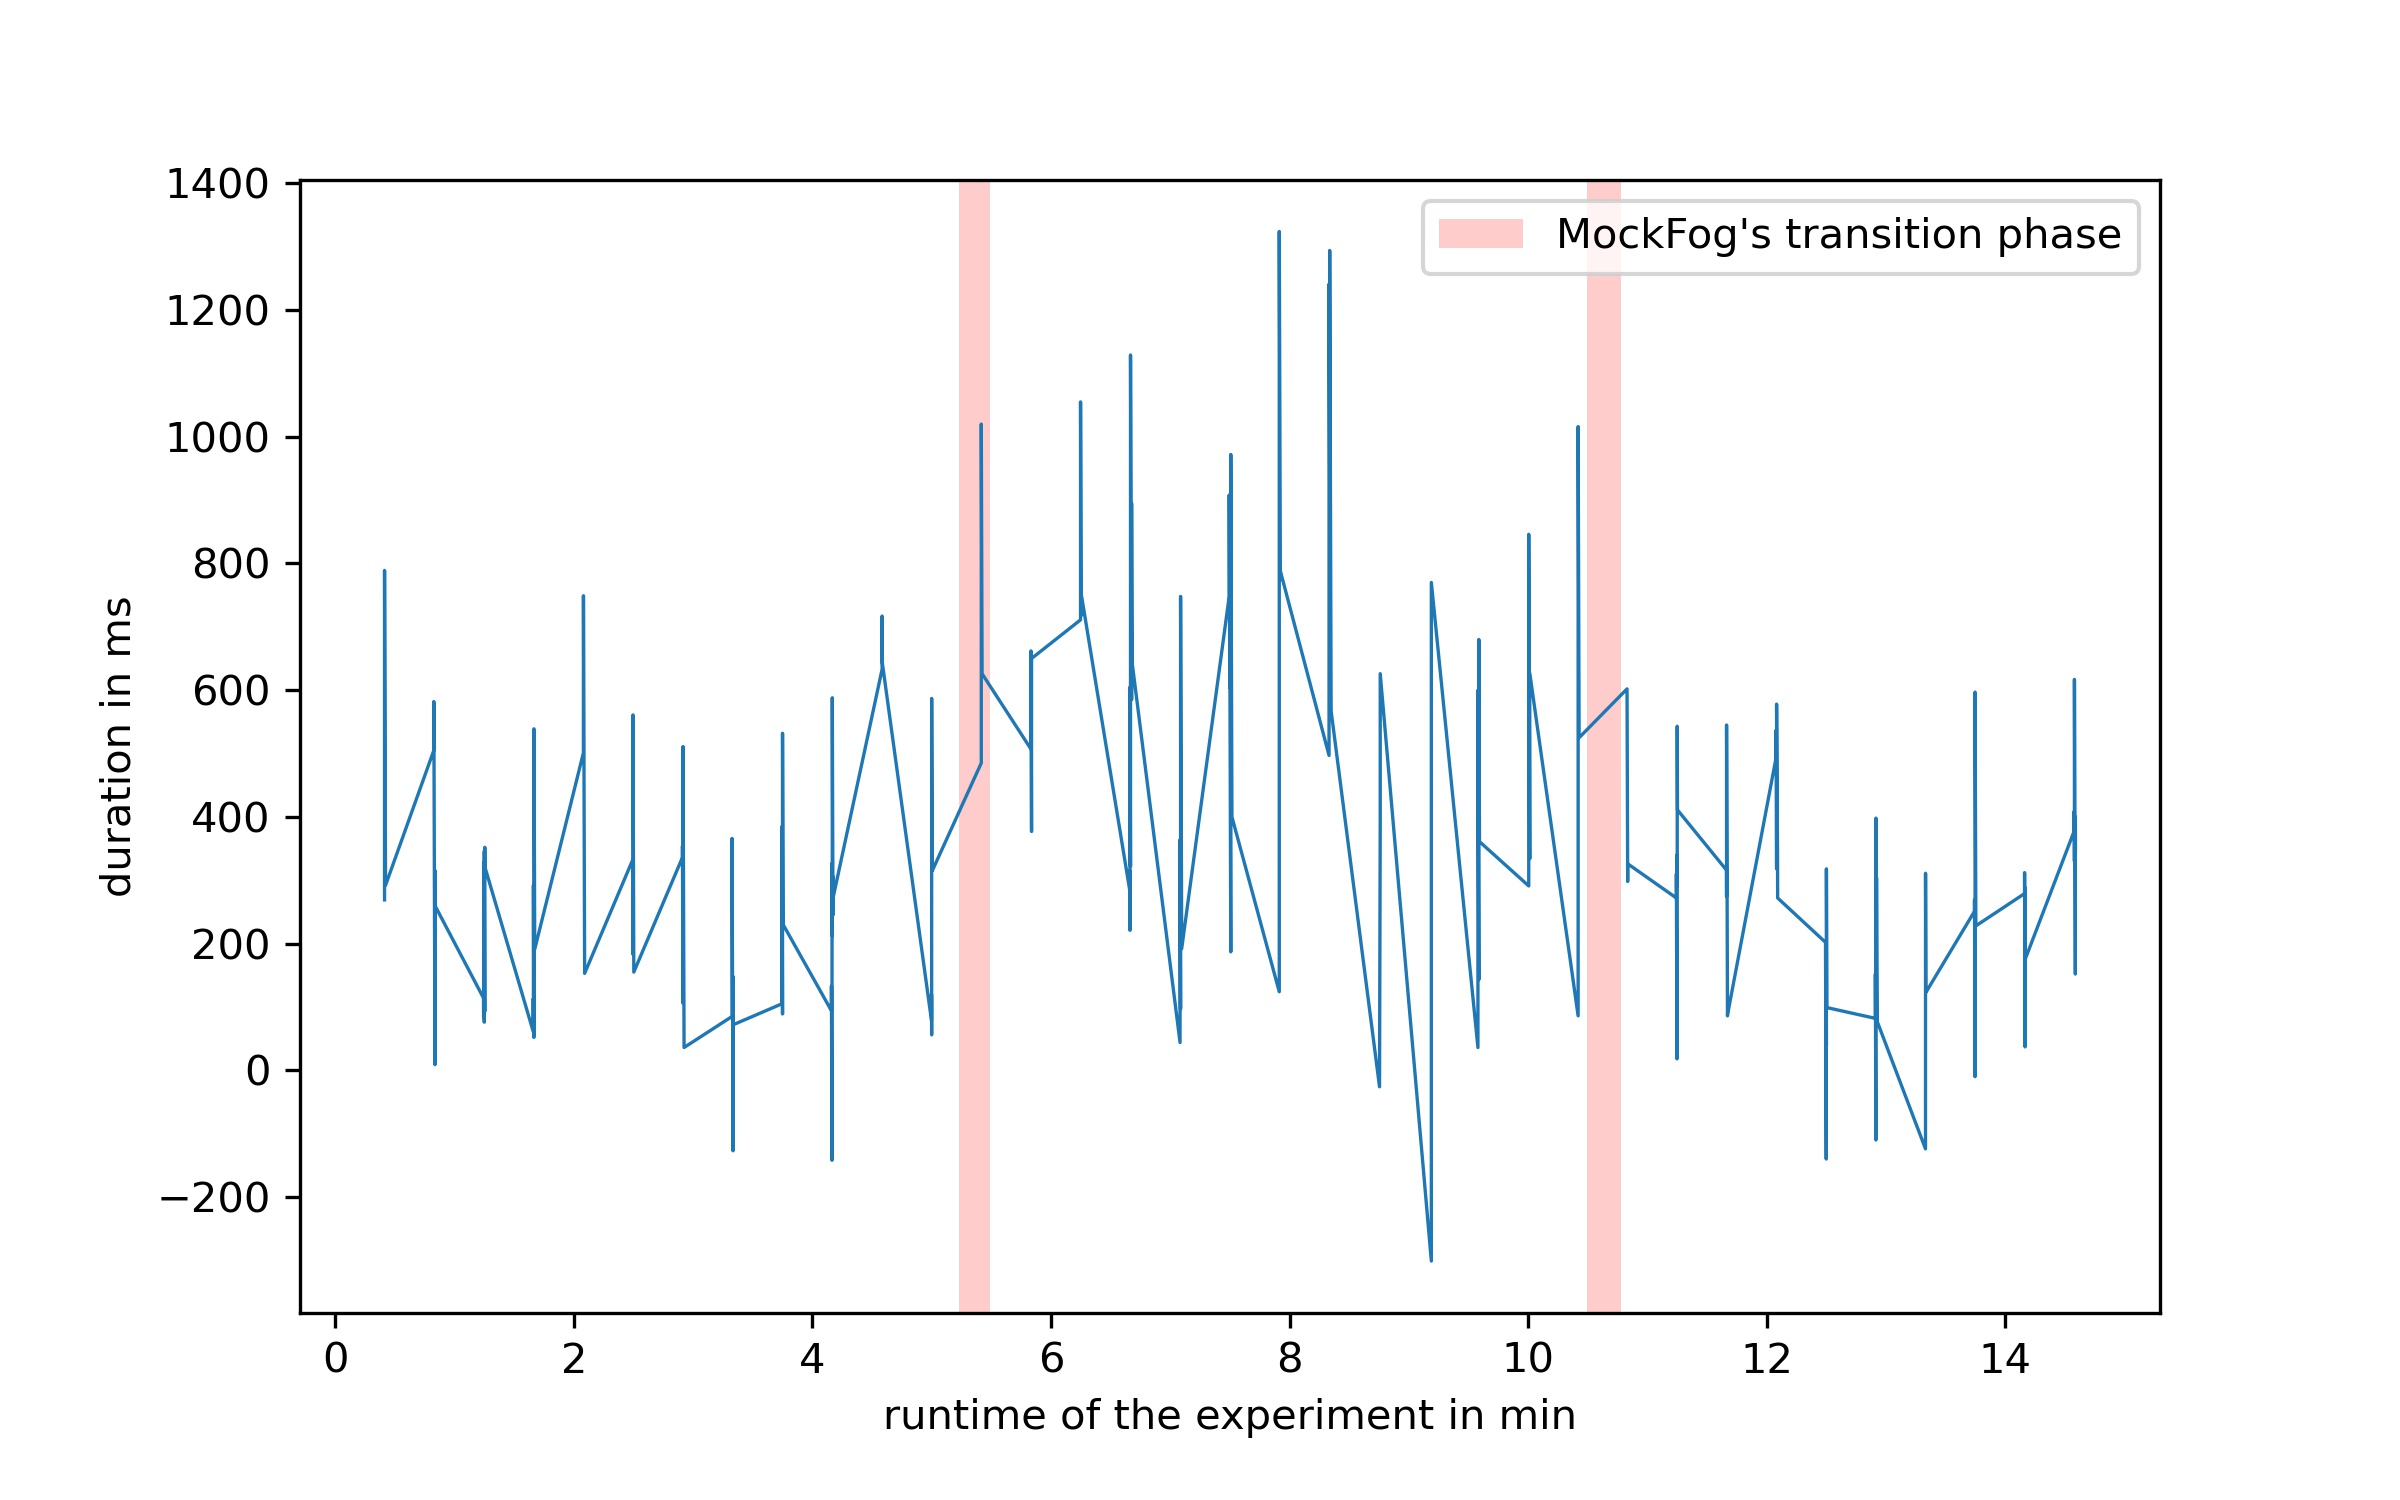 MockFog's transition phase
1400
1200
1000
800
600
400
200
0
−200
duration in ms
0 2 4 6 8 10 12 14
runtime of the experiment in min